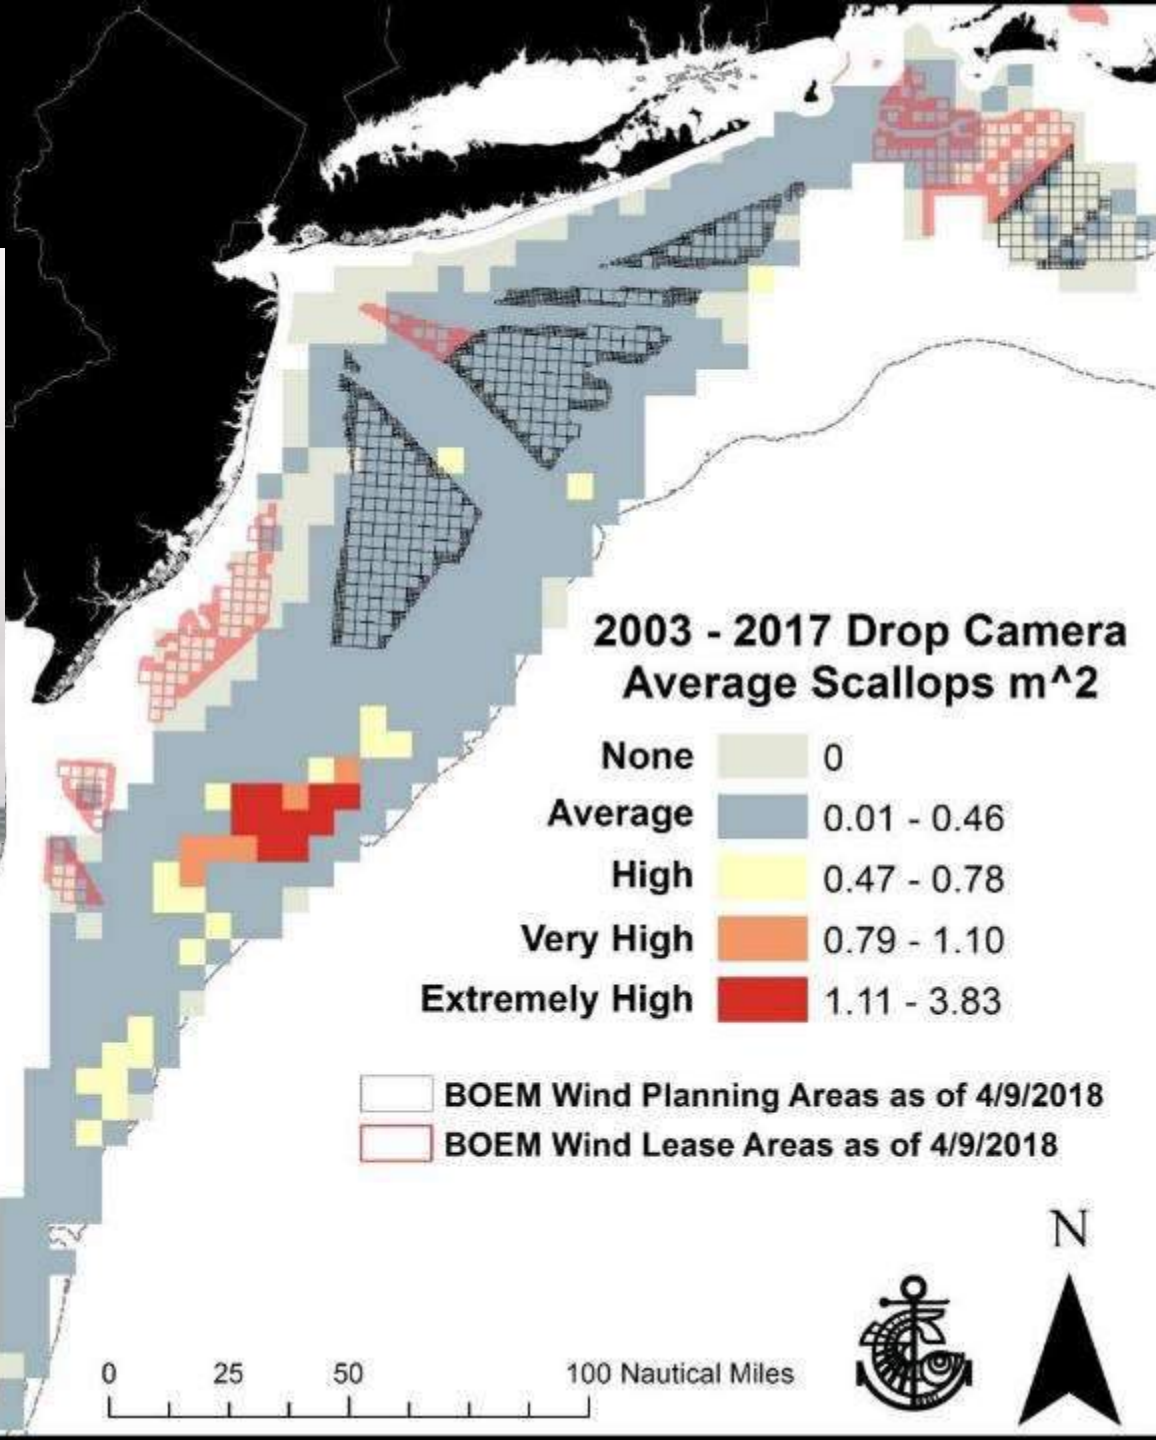 2003 - 2017 Drop Camera
Average Scallops m^2
None 0
Average 0.01 - 0.46
High 0.47 - 0.78
Very High 0.79 - 1.10
Extremely High 1.11 - 3.83
BOEM Wind Planning Areas as of 4/9/2018
BOEM Wind Lease Areas as of 4/9/2018
N
0 25 50 100 Nautical Miles